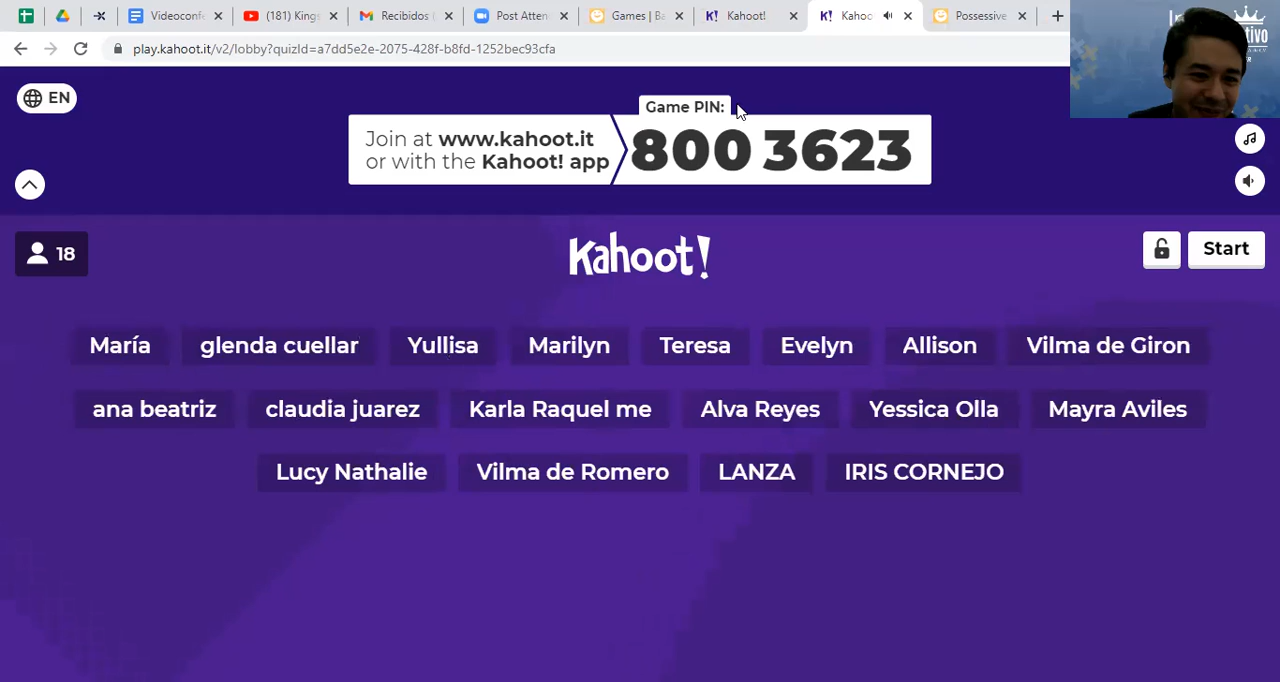 Videoconf
(181) King
Recibidos
Post Atten
Games | Ba
K! Kahoot!
K! Kahoo
Possessive
play.kahoot.it/v2/lobby?quizId=a7dd5e2e-2075-428f-b8fd-1252bec93cfa
EN
Game PIN:
Join at www.kahoot.it
or with the Kahoot! app
800 3623
18
Kahoot!
Start
María glenda cuellar Yullisa Marilyn Teresa Evelyn Allison Vilma de Giron
ana beatriz claudia juarez Karla Raquel me Alva Reyes Yessica Olla Mayra Aviles
Lucy Nathalie Vilma de Romero LANZA IRIS CORNEJO